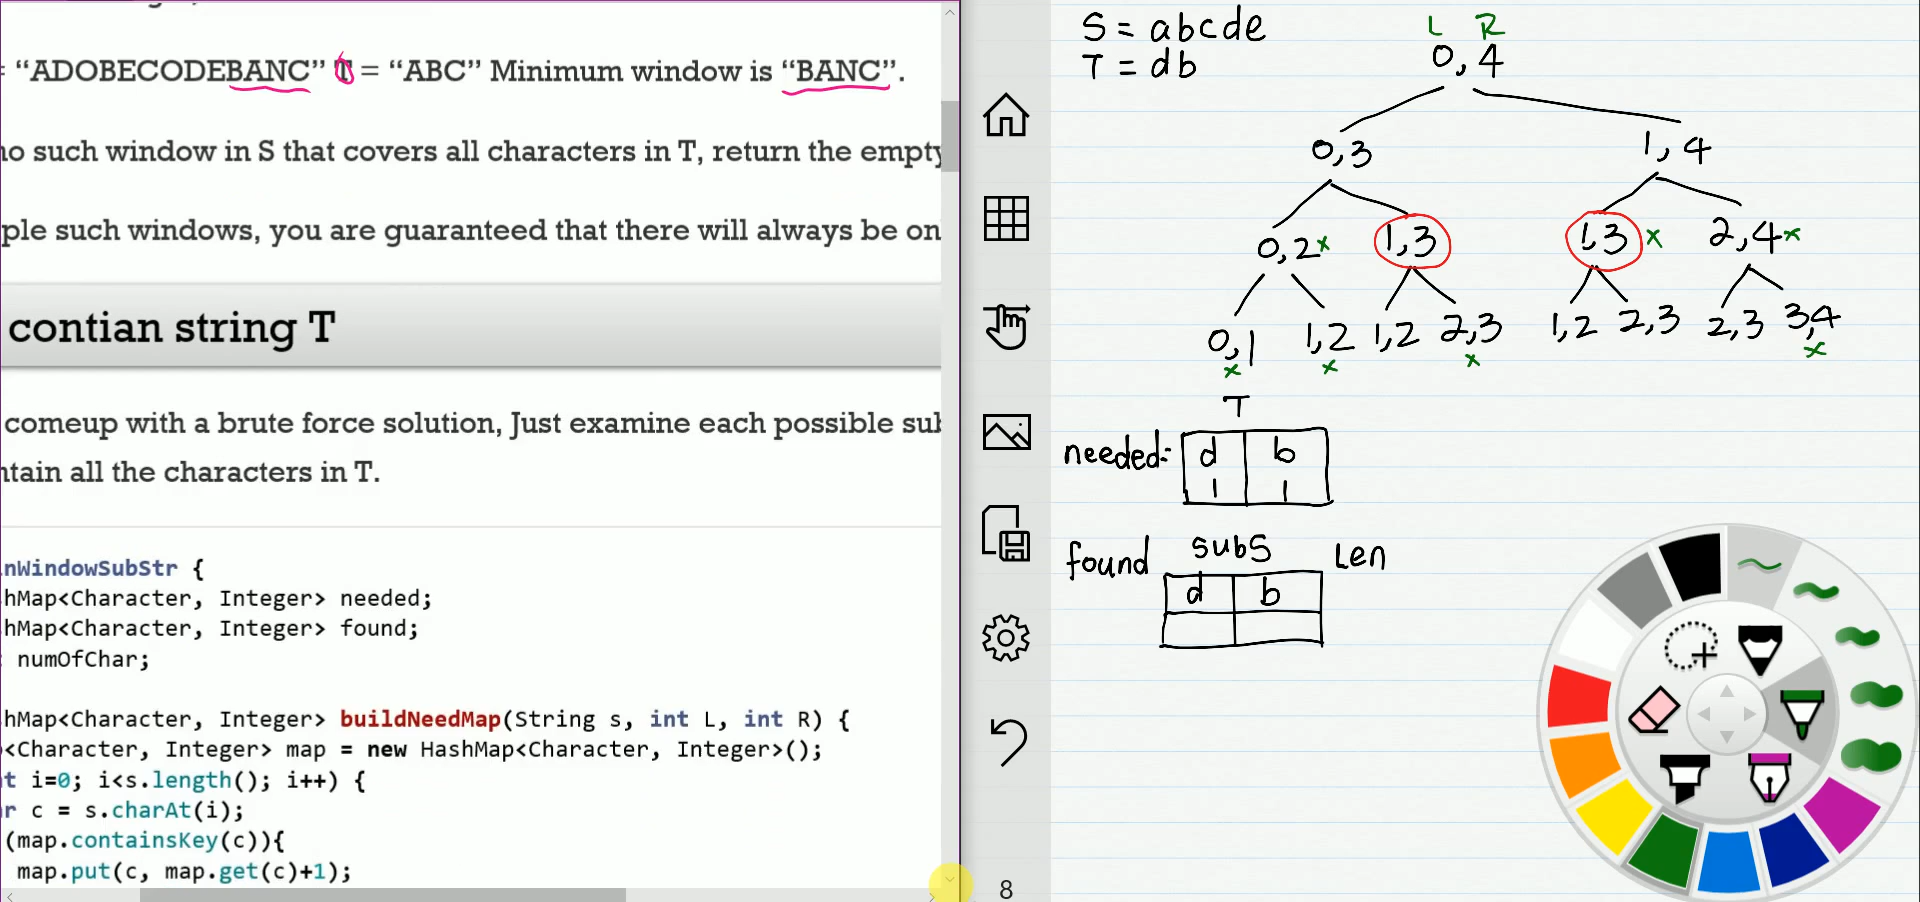 = “ADOBECODEBANC” T = “ABC” Minimum window is “BANC”.
no such window in S that covers all characters in T, return the empty
ple such windows, you are guaranteed that there will always be on
contian string T
comeup with a brute force solution, Just examine each possible sub
ntain all the characters in T.
nWindowSubStr {
hMap<Character, Integer> needed;
hMap<Character, Integer> found;
numOfChar;
hMap<Character, Integer> buildNeedMap(String s, int L, int R) {
<Character, Integer> map = new HashMap<Character, Integer>();
t i=0; i<s.length(); i++) {
r c = s.charAt(i);
(map.containsKey(c)){
map.put(c, map.get(c)+1);
8
S = abcde
T = db
L R
0,4
0,3 1,4
0,2 x 1,3 1,3 x 2,4 x
0,1 1,2 1,2 2,3 1,2 2,3 2,3 3,4
x x x x
T
needed: d b
1 1
found subS Len
d b